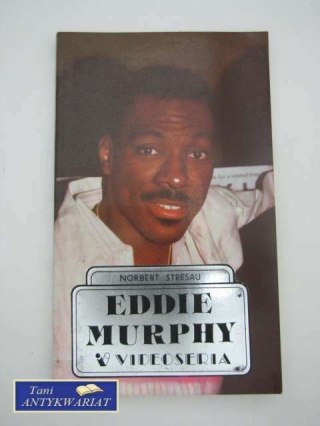 NORBERT STRESAU
EDDIE
MURPHY
VIDEOSERIA
Tani
ANTYKWARIAT